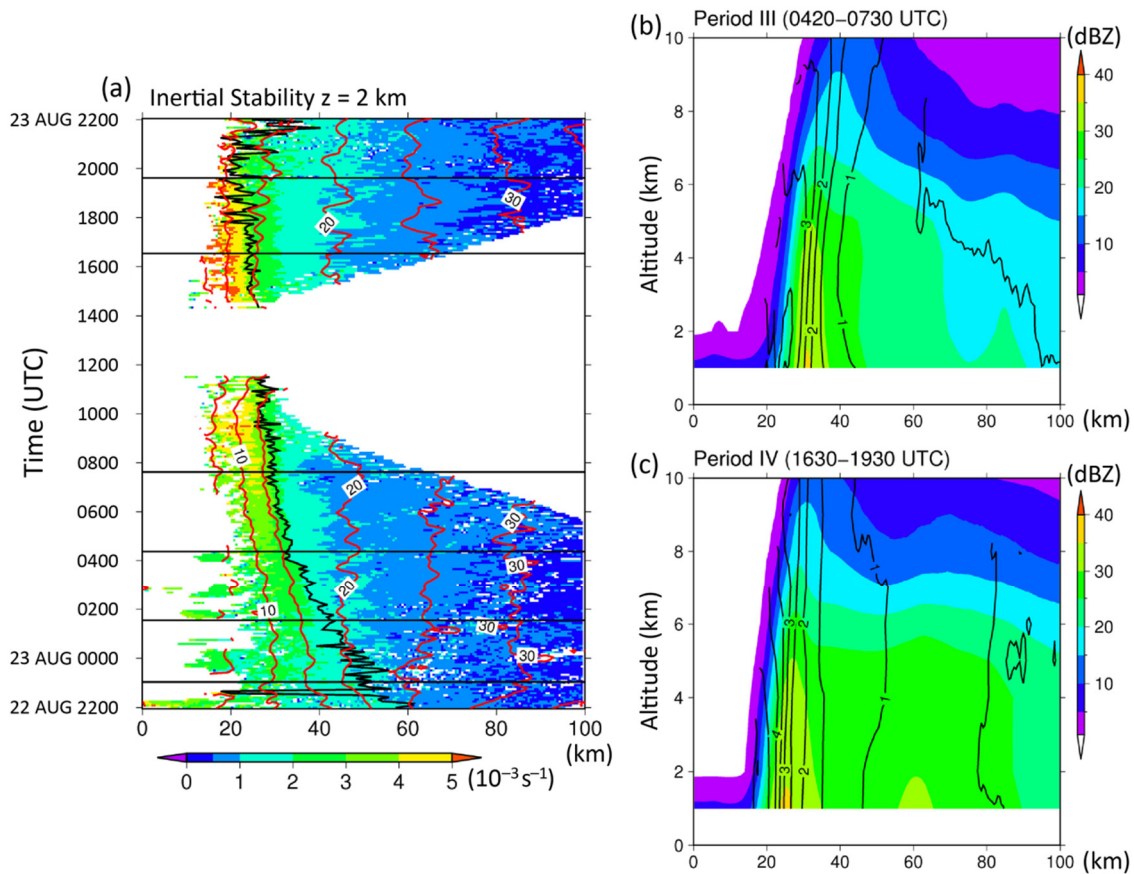 (a)
Inertial Stability z = 2 km
23 AUG 2200
2000
1800
1600
1400
1200
1000
0800
0600
0400
0200
23 AUG 0000
22 AUG 2200
Time (UTC)
20
30
10
20
30
30
20
10
30
30
0 20 40 60 80 100
(km)
0 1 2 3 4 5 (10⁻³ s⁻¹)
(b)
Period III (0420−0730 UTC)
(dBZ)
Altitude (km)
10
8
6
4
2
0
2
1
3
2
1
0 20 40 60 80 100
(km)
40
30
20
10
(c)
Period IV (1630−1930 UTC)
(dBZ)
Altitude (km)
10
8
6
4
2
0
1
3
2
4
1
3
2
0 20 40 60 80 100
(km)
40
30
20
10